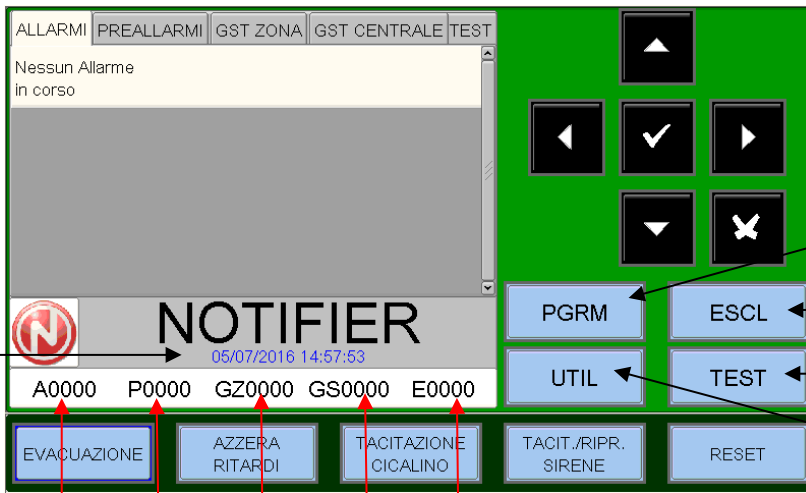 ALLARMI PREALLARMI GST ZONA GST CENTRALE TEST
Nessun Allarme
in corso
N NOTIFIER
05/07/2016 14:57:53
A0000 P0000 GZ0000 GS0000 E0000
PGRM ESCL
UTIL TEST
EVACUAZIONE
AZZERA
RITARDI
TACITAZIONE
CICALINO
TACIT./RIPR.
SIRENE
RESET